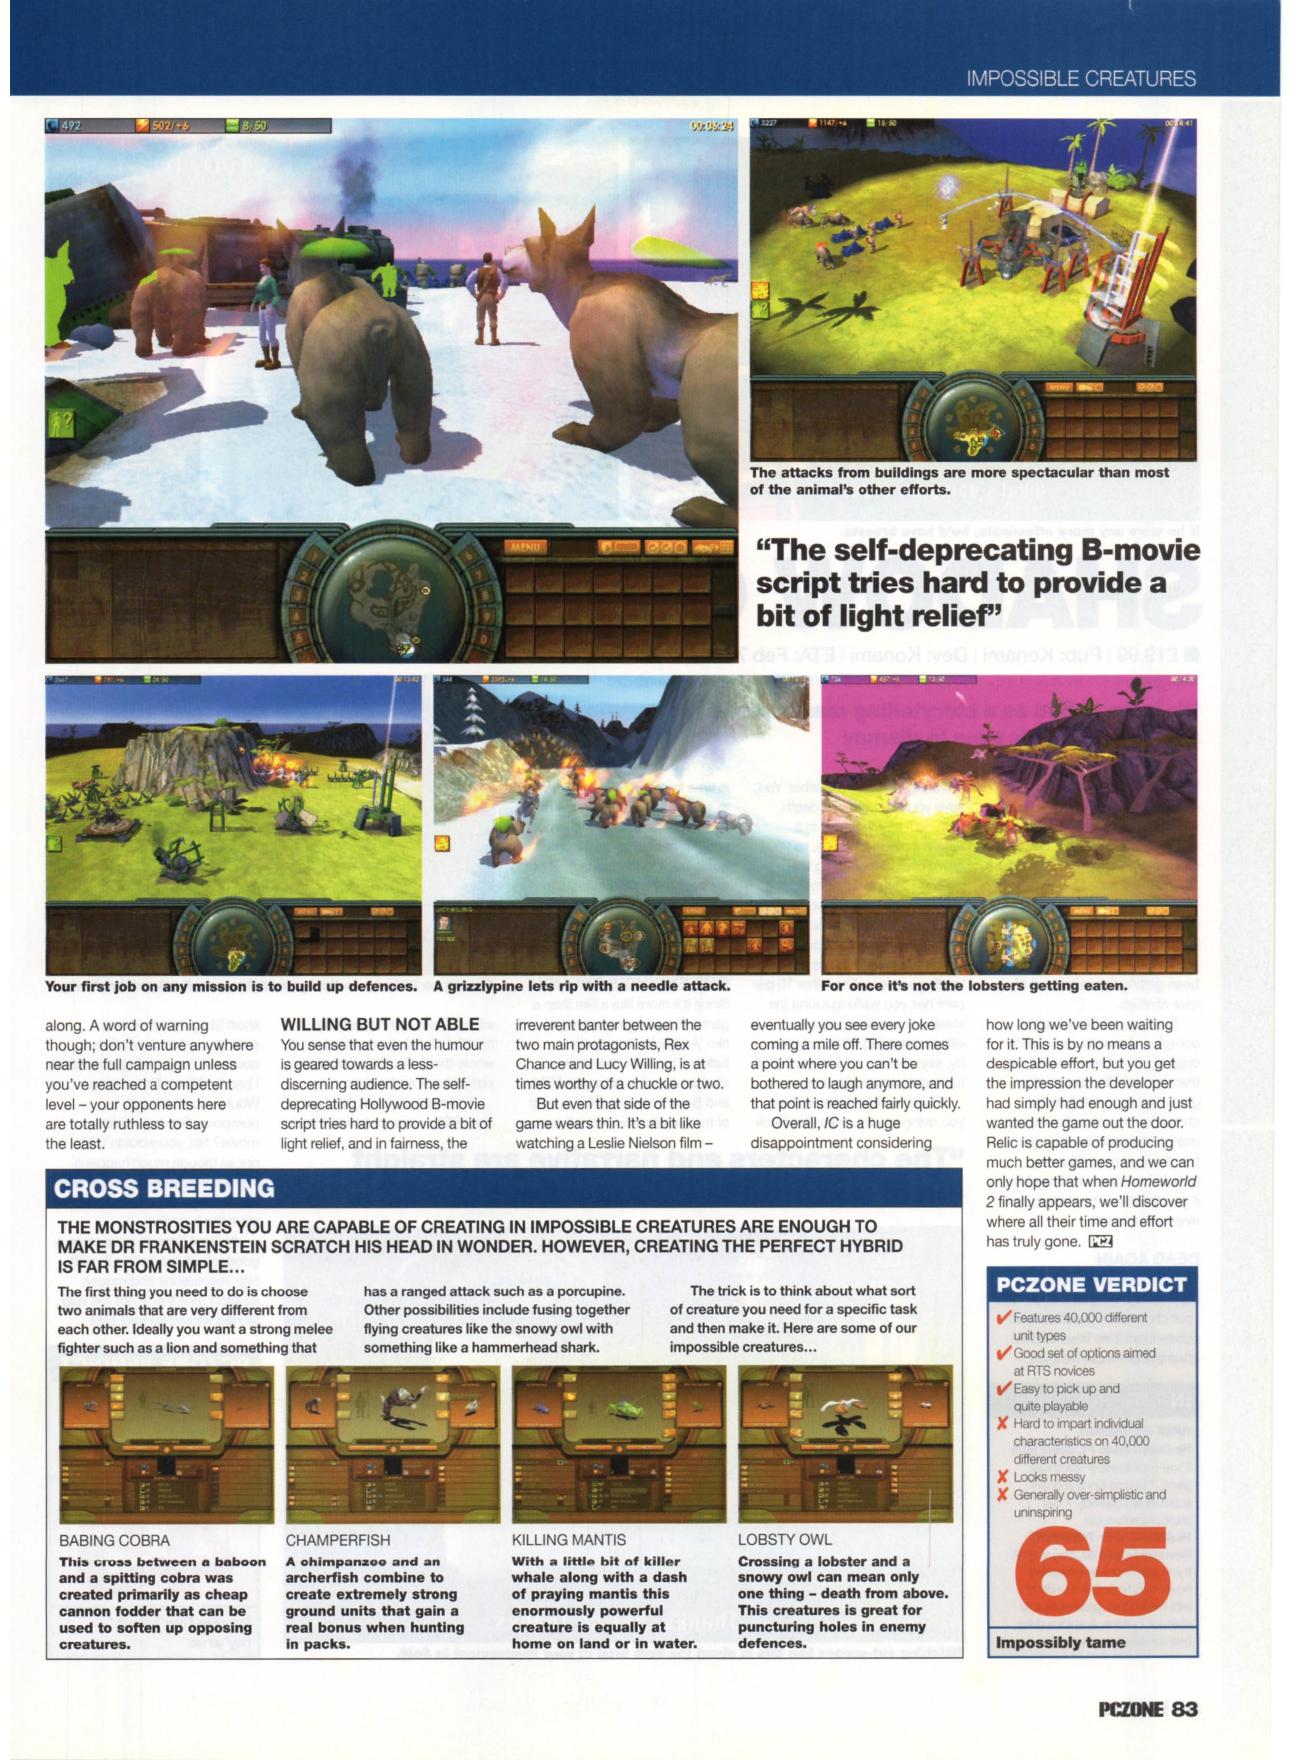 IMPOSSIBLE CREATURES
492
502/+6
8/50
00:06:24
3227
1147/+6
15/50
MENU
The attacks from buildings are more spectacular than most
of the animal's other efforts.
“The self-deprecating B-movie
script tries hard to provide a
bit of light relief”
MENU
Your first job on any mission is to build up defences.
A grizzlypine lets rip with a needle attack.
For once it's not the lobsters getting eaten.
along. A word of warning
though; don't venture anywhere
near the full campaign unless
you've reached a competent
level – your opponents here
are totally ruthless to say
the least.
WILLING BUT NOT ABLE
You sense that even the humour
is geared towards a less-
discerning audience. The self-
deprecating Hollywood B-movie
script tries hard to provide a bit of
light relief, and in fairness, the
irreverent banter between the
two main protagonists, Rex
Chance and Lucy Willing, is at
times worthy of a chuckle or two.
But even that side of the
game wears thin. It's a bit like
watching a Leslie Nielson film –
eventually you see every joke
coming a mile off. There comes
a point where you can't be
bothered to laugh anymore, and
that point is reached fairly quickly.
Overall, IC is a huge
disappointment considering
how long we've been waiting
for it. This is by no means a
despicable effort, but you get
the impression the developer
had simply had enough and just
wanted the game out the door.
Relic is capable of producing
much better games, and we can
only hope that when Homeworld
2 finally appears, we'll discover
where all their time and effort
has truly gone. PCZ
CROSS BREEDING
THE MONSTROSITIES YOU ARE CAPABLE OF CREATING IN IMPOSSIBLE CREATURES ARE ENOUGH TO
MAKE DR FRANKENSTEIN SCRATCH HIS HEAD IN WONDER. HOWEVER, CREATING THE PERFECT HYBRID
IS FAR FROM SIMPLE...
The first thing you need to do is choose
two animals that are very different from
each other. Ideally you want a strong melee
fighter such as a lion and something that
has a ranged attack such as a porcupine.
Other possibilities include fusing together
flying creatures like the snowy owl with
something like a hammerhead shark.
The trick is to think about what sort
of creature you need for a specific task
and then make it. Here are some of our
impossible creatures...
BABING COBRA
This cross between a baboon
and a spitting cobra was
created primarily as cheap
cannon fodder that can be
used to soften up opposing
creatures.
CHAMPERFISH
A chimpanzee and an
archerfish combine to
create extremely strong
ground units that gain a
real bonus when hunting
in packs.
KILLING MANTIS
With a little bit of killer
whale along with a dash
of praying mantis this
enormously powerful
creature is equally at
home on land or in water.
LOBSTY OWL
Crossing a lobster and a
snowy owl can mean only
one thing – death from above.
This creatures is great for
puncturing holes in enemy
defences.
PCZONE VERDICT
✓ Features 40,000 different
unit types
✓ Good set of options aimed
at RTS novices
✓ Easy to pick up and
quite playable
✗ Hard to impart individual
characteristics on 40,000
different creatures
✗ Looks messy
✗ Generally over-simplistic and
uninspiring
65
Impossibly tame
PCZONE 83